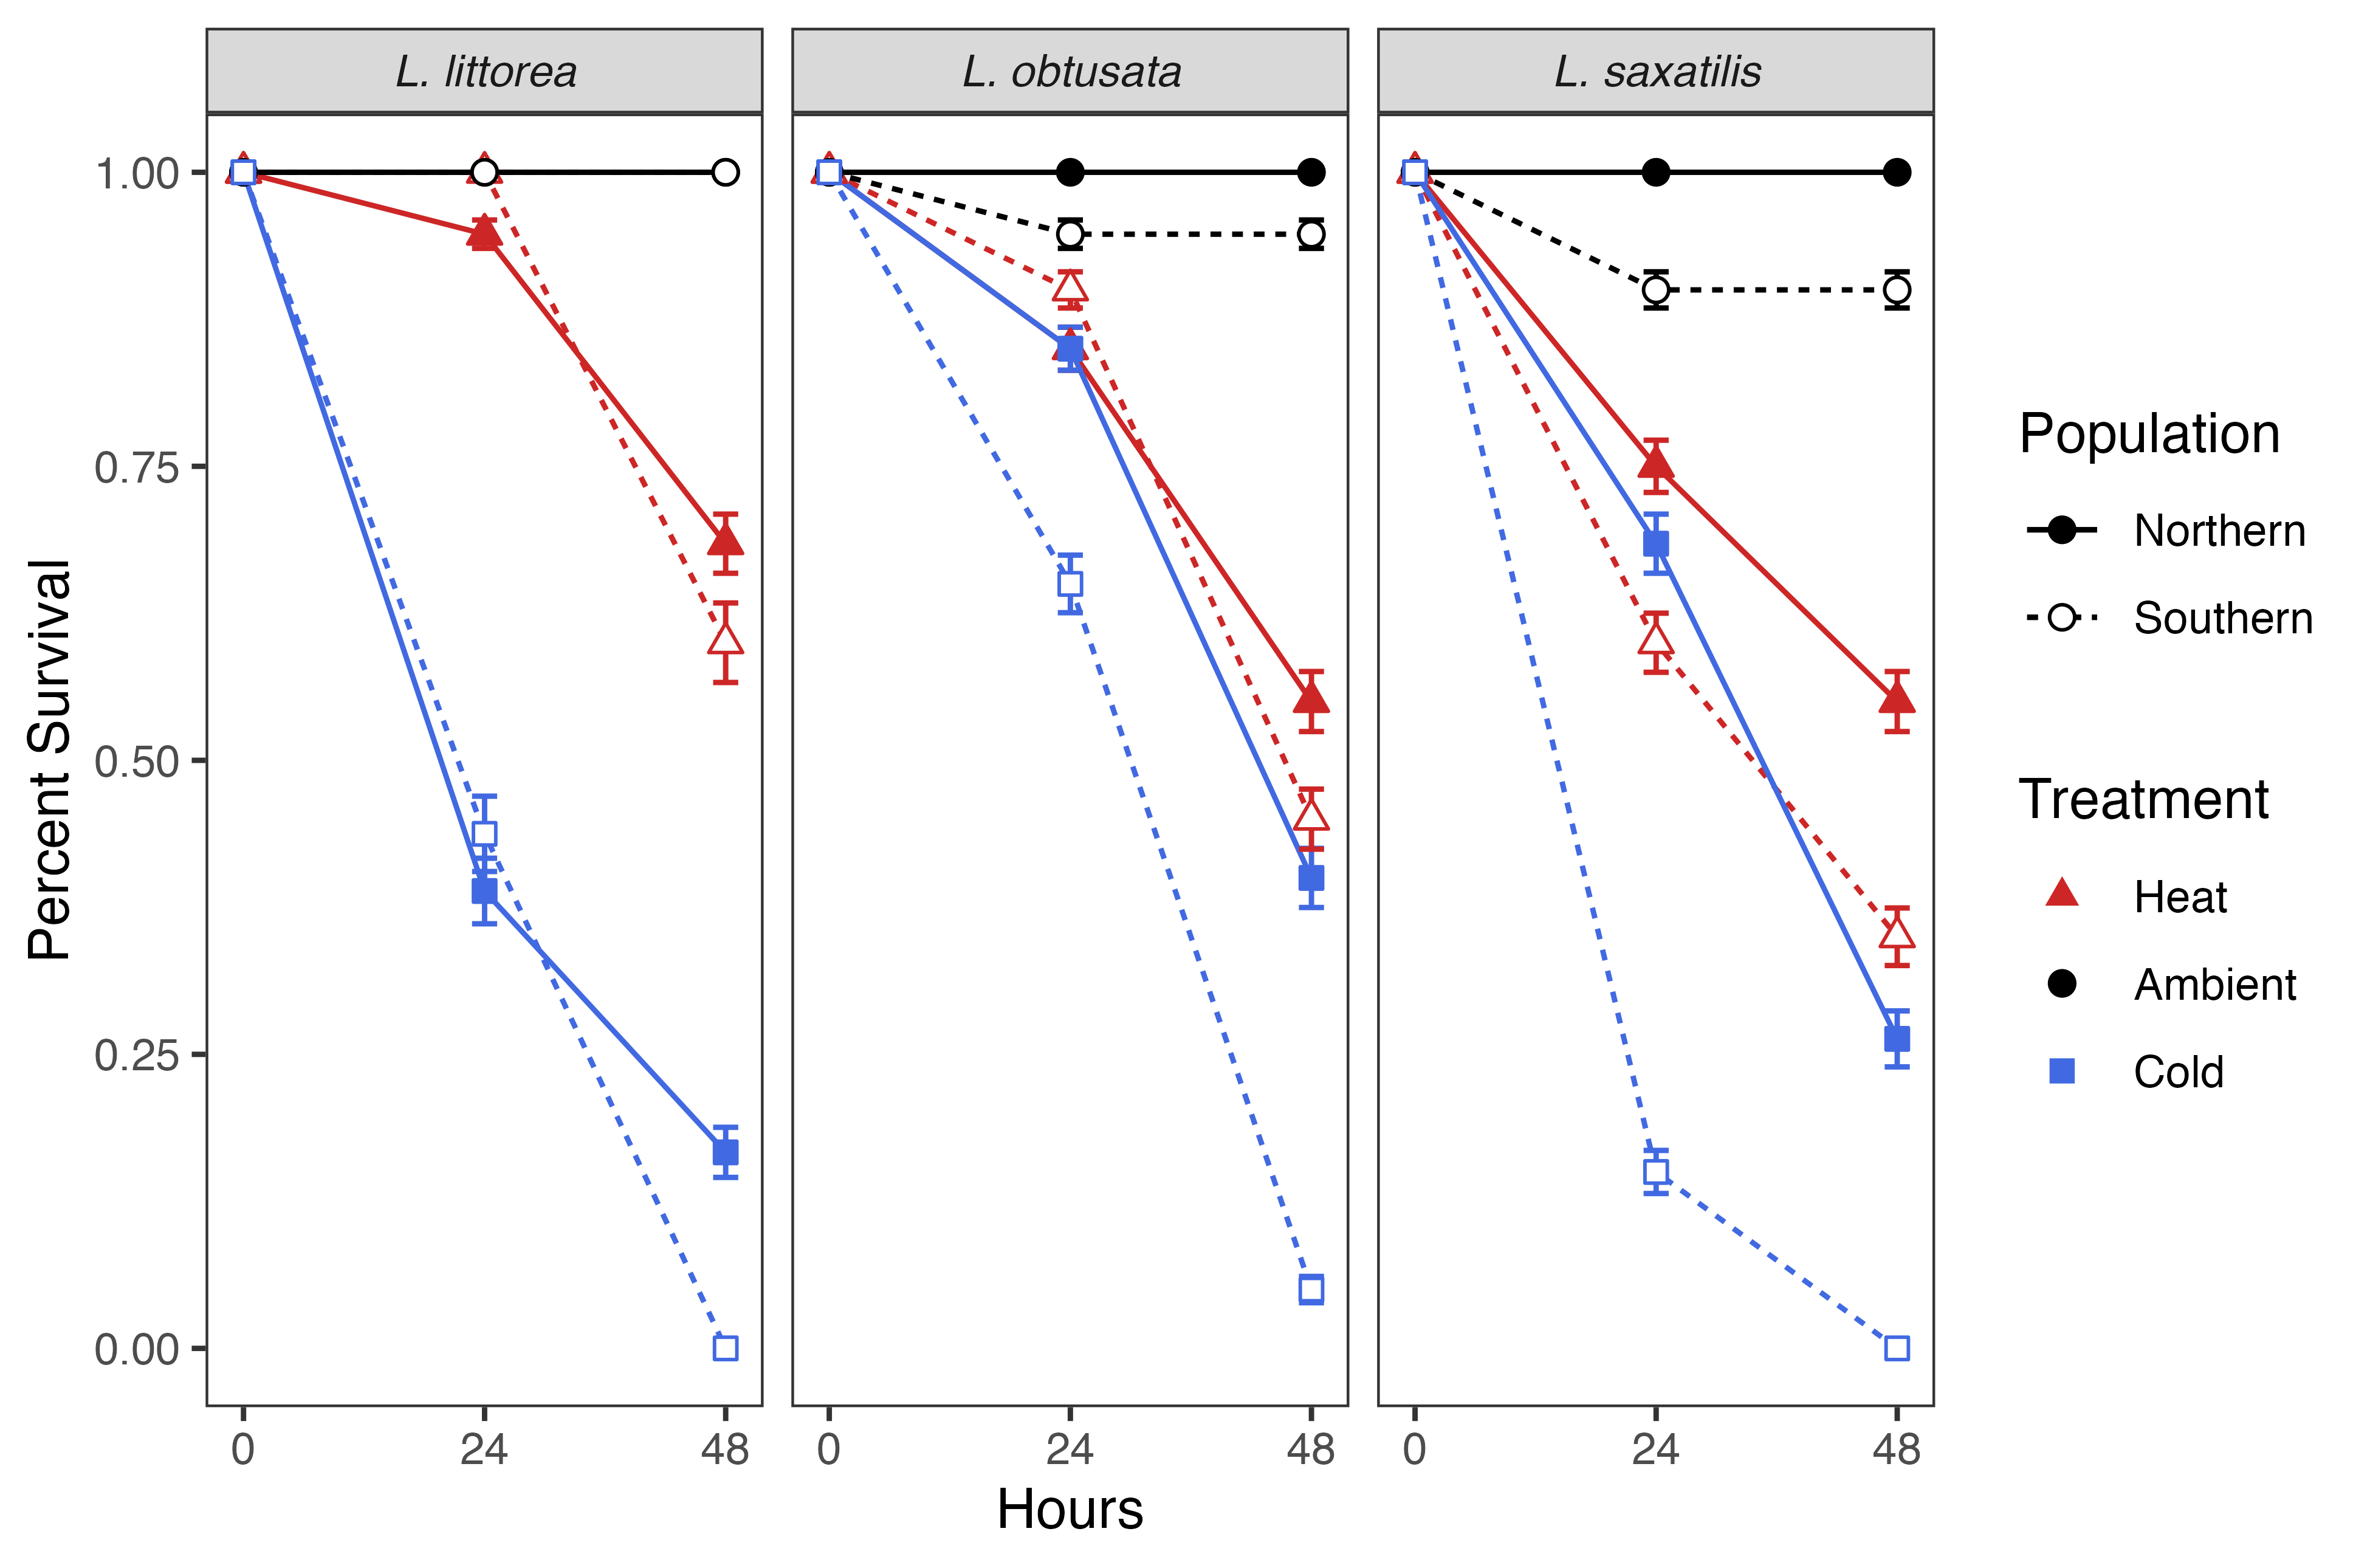 L. littorea
L. obtusata
L. saxatilis
Percent Survival
1.00
0.75
0.50
0.25
0.00
0 24 48
0 24 48
0 24 48
Hours
Population
Northern
Southern
Treatment
Heat
Ambient
Cold